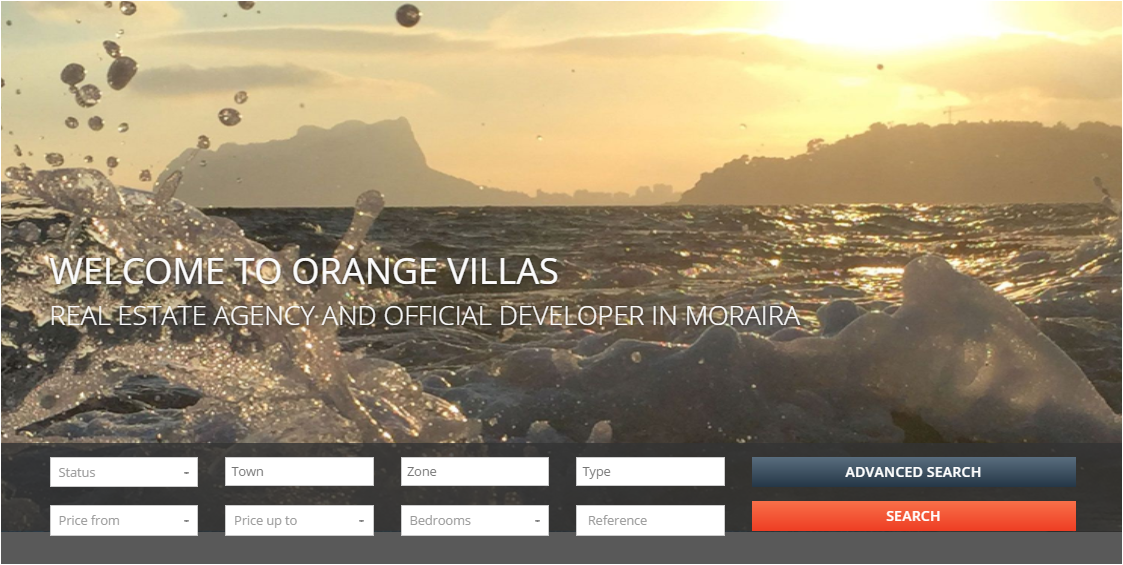 WELCOME TO ORANGE VILLAS
REAL ESTATE AGENCY AND OFFICIAL DEVELOPER IN MORAIRA
Status
Town
Zone
Type
ADVANCED SEARCH
Price from
Price up to
Bedrooms
Reference
SEARCH